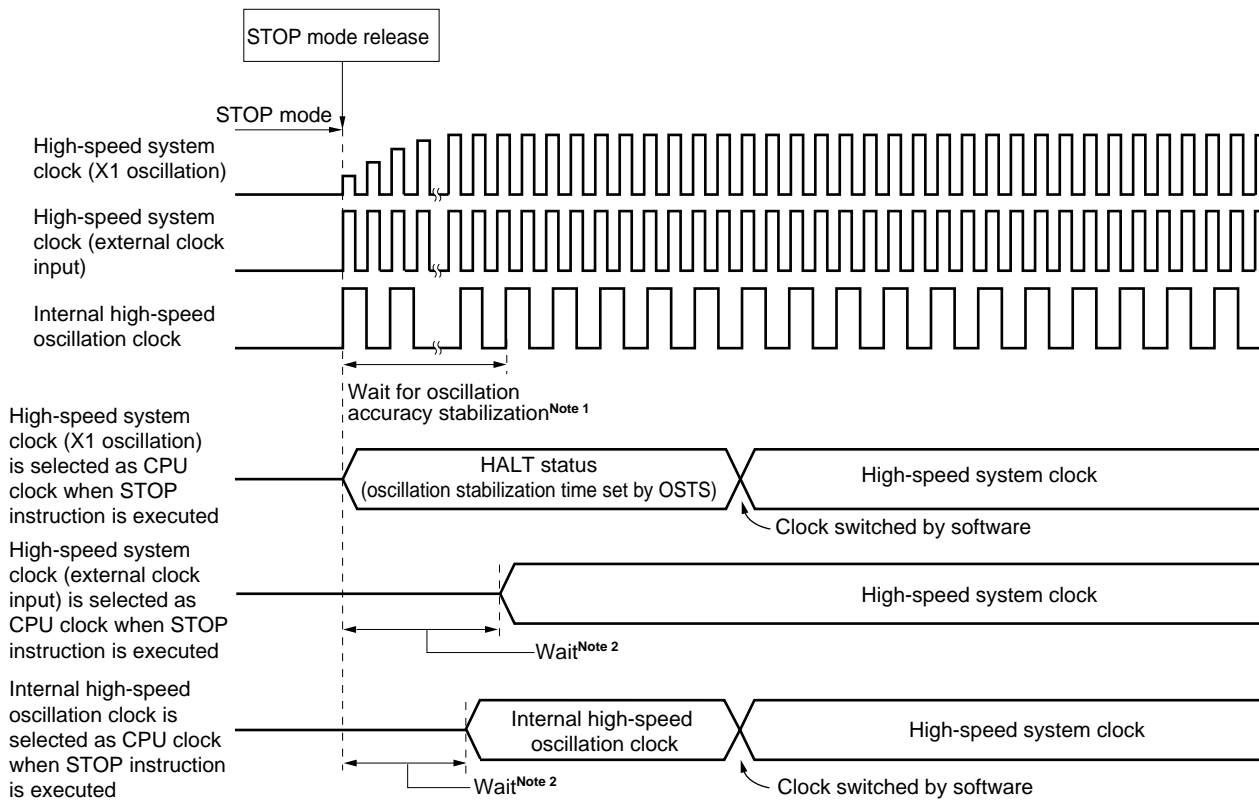 STOP mode release
STOP mode
High-speed system
clock (X1 oscillation)
High-speed system
clock (external clock
input)
Internal high-speed
oscillation clock
Wait for oscillation
accuracy stabilizationNote 1
High-speed system
clock (X1 oscillation)
is selected as CPU
clock when STOP
instruction is executed
HALT status
(oscillation stabilization time set by OSTS)
High-speed system clock
Clock switched by software
High-speed system
clock (external clock
input) is selected as
CPU clock when STOP
instruction is executed
High-speed system clock
WaitNote 2
Internal high-speed
oscillation clock is
selected as CPU clock
when STOP instruction
is executed
Internal high-speed
oscillation clock
High-speed system clock
WaitNote 2
Clock switched by software